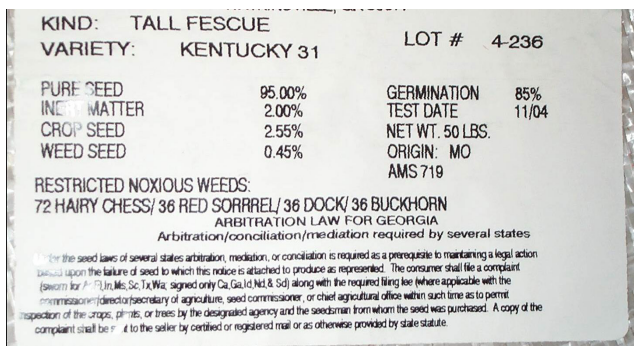 KIND: TALL FESCUE
VARIETY: KENTUCKY 31 LOT # 4-236
PURE SEED 95.00% GERMINATION 85%
MATTER 2.00% TEST DATE 11/04
CROP SEED 2.55% NET WT. 50 LBS.
WEED SEED 0.45% ORIGIN: MO
AMS 719
RESTRICTED NOXIOUS WEEDS:
72 HAIRY CHESS/ 36 RED SORRREL/ 36 DOCK/ 36 BUCKHORN
ARBITRATION LAW FOR GEORGIA
Arbitration/conciliation/mediation required by several states
the seed laws of several states arbitration, mediation, or conciliation is required as a prerequisite to maintaining a legal action
upon the failure of seed to which this notice is attached to produce as represented. The consumer shall file a complaint
(sworn for In,Ms,Sc,Tx,Wa, signed only Ca,Ga,Id,Nd,& Sd) along with the required filing fee (where applicable with the
commissioner/director/secretary of agriculture, seed commissioner, or chief agricultural office within such time as to permit
inspection of the crops, or trees by the designated agency and the seedsman from whom the seed was purchased. A copy of the
complaint shall be to the seller by certified or registered mail or as otherwise provided by state statute.